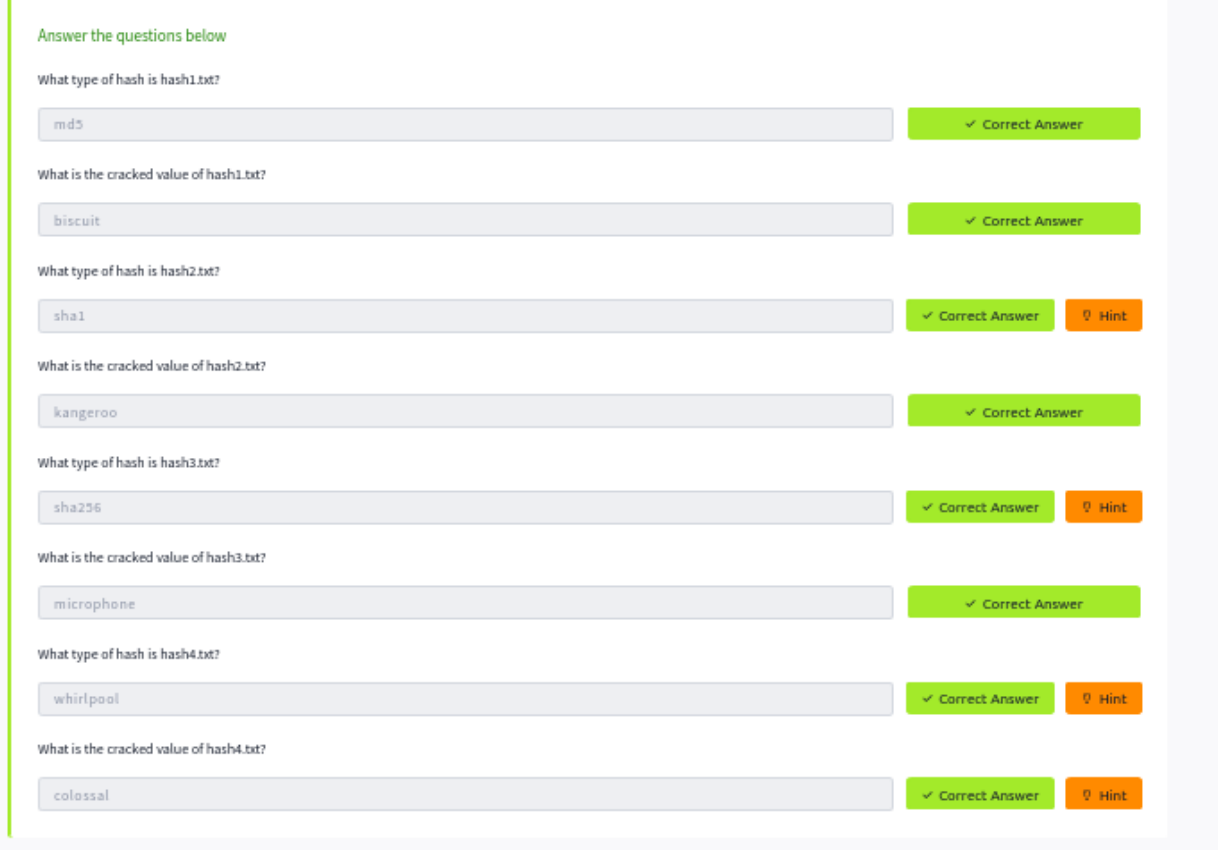 Answer the questions below
What type of hash is hash1.txt?
md5
✓ Correct Answer
What is the cracked value of hash1.txt?
biscuit
✓ Correct Answer
What type of hash is hash2.txt?
sha1
✓ Correct Answer
Hint
What is the cracked value of hash2.txt?
kangeroo
✓ Correct Answer
What type of hash is hash3.txt?
sha256
✓ Correct Answer
Hint
What is the cracked value of hash3.txt?
microphone
✓ Correct Answer
What type of hash is hash4.txt?
whirlpool
✓ Correct Answer
Hint
What is the cracked value of hash4.txt?
colossal
✓ Correct Answer
Hint